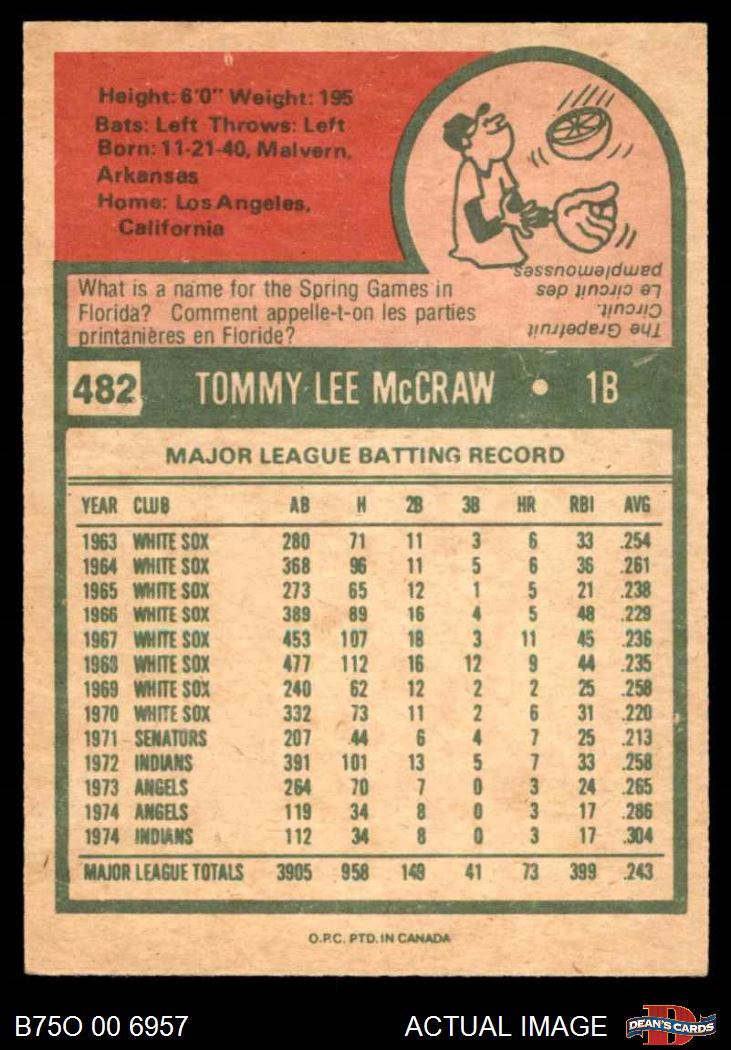 Height: 6'0" Weight: 195
Bats: Left Throws: Left
Born: 11-21-40, Malvern,
Arkansas
Home: Los Angeles,
California
What is a name for the Spring Games in
Florida? Comment appelle-t-on les parties
printanières en Floride?
The Grapefruit
Circuit.
Le circuit des
pamplemousses
482 TOMMY LEE McCRAW • 1B
MAJOR LEAGUE BATTING RECORD
YEAR CLUB AB H 2B 3B HR RBI AVG
1963 WHITE SOX 280 71 11 3 6 33 .254
1964 WHITE SOX 368 96 11 5 6 36 .261
1965 WHITE SOX 273 65 12 1 5 21 .238
1966 WHITE SOX 389 89 16 4 5 48 .229
1967 WHITE SOX 453 107 18 3 11 45 .236
1968 WHITE SOX 477 112 16 12 9 44 .235
1969 WHITE SOX 240 62 12 2 2 25 .258
1970 WHITE SOX 332 73 11 2 6 31 .220
1971 SENATORS 207 44 6 4 7 25 .213
1972 INDIANS 391 101 13 5 7 33 .258
1973 ANGELS 264 70 7 0 3 24 .265
1974 ANGELS 119 34 8 0 3 17 .286
1974 INDIANS 112 34 8 0 3 17 .304
MAJOR LEAGUE TOTALS 3905 958 149 41 73 399 .243
O.P.C. PTD. IN CANADA
B75O 00 6957 ACTUAL IMAGE DEAN'S CARDS